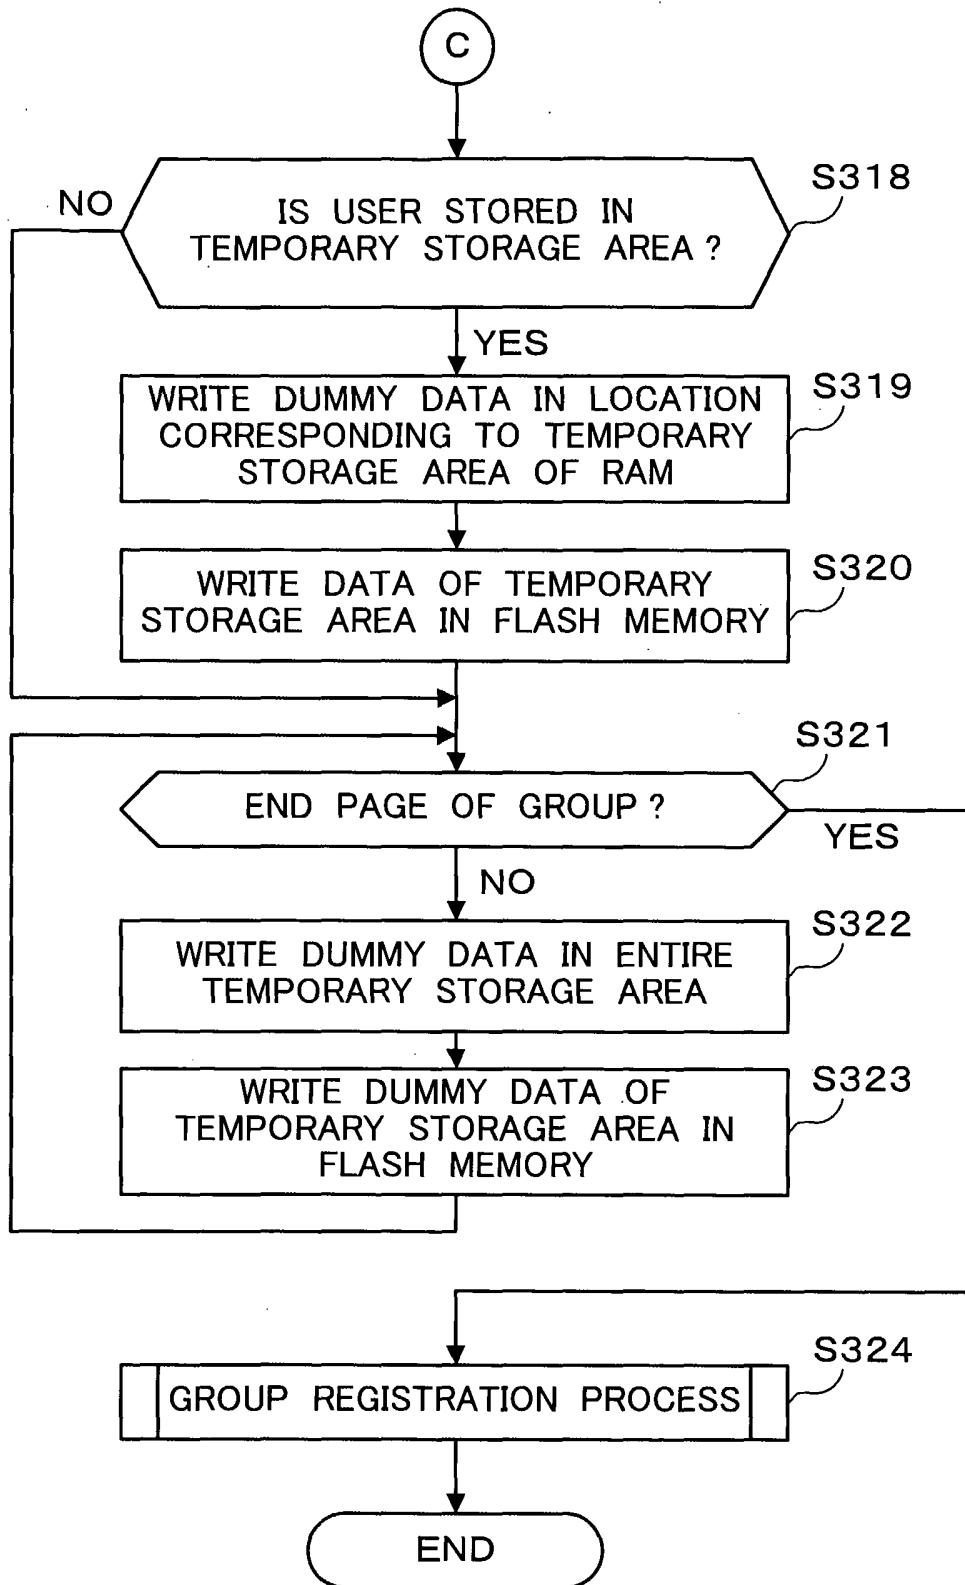 C
S318
NO
IS USER STORED IN
TEMPORARY STORAGE AREA ?
YES
S319
WRITE DUMMY DATA IN LOCATION
CORRESPONDING TO TEMPORARY
STORAGE AREA OF RAM
S320
WRITE DATA OF TEMPORARY
STORAGE AREA IN FLASH MEMORY
S321
END PAGE OF GROUP ?
YES
NO
S322
WRITE DUMMY DATA IN ENTIRE
TEMPORARY STORAGE AREA
S323
WRITE DUMMY DATA OF
TEMPORARY STORAGE AREA IN
FLASH MEMORY
S324
GROUP REGISTRATION PROCESS
END